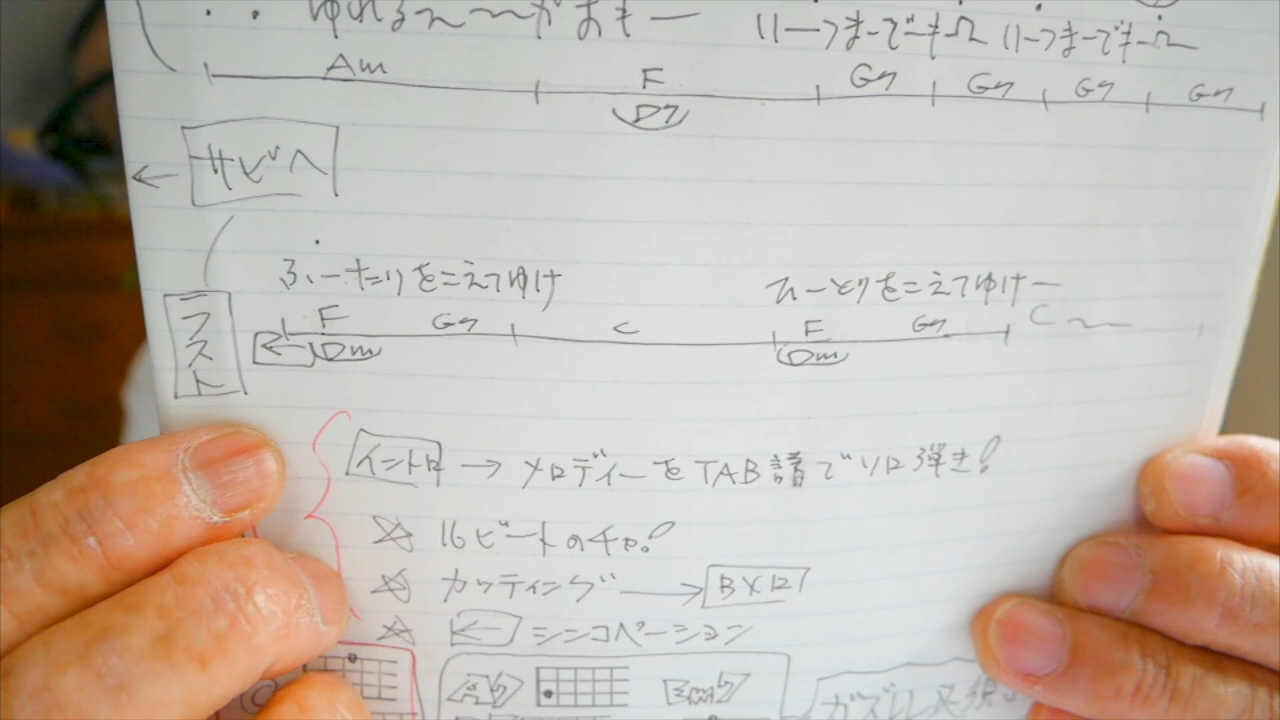 ゆれるえ〜〜がおもー いーつまーでーも いーつまーでも
Am F G7 G7 G7 G7
D7
サビへ
ふーたりをこえてゆけ ひーとりをこえてゆけー
F G7 C F G7 C〜
Dm Dm
ラスト
イントロ → メロディーをTAB譜でソロ弾き!
☆ 16ビートのチャ!
☆ カッティング → Bメロ
☆ ← シンコペーション